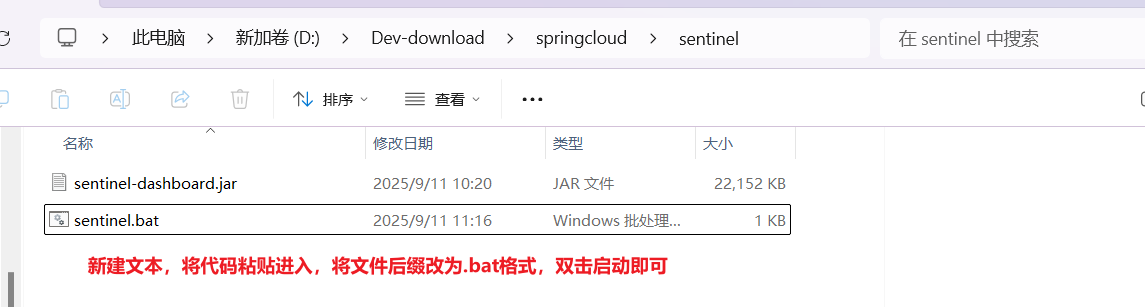 此电脑 > 新加卷 (D:) > Dev-download > springcloud > sentinel
在 sentinel 中搜索
排序 查看 •••
名称 修改日期 类型 大小
sentinel-dashboard.jar 2025/9/11 10:20 JAR 文件 22,152 KB
sentinel.bat 2025/9/11 11:16 Windows 批处理... 1 KB
新建文本，将代码粘贴进入，将文件后缀改为.bat格式，双击启动即可